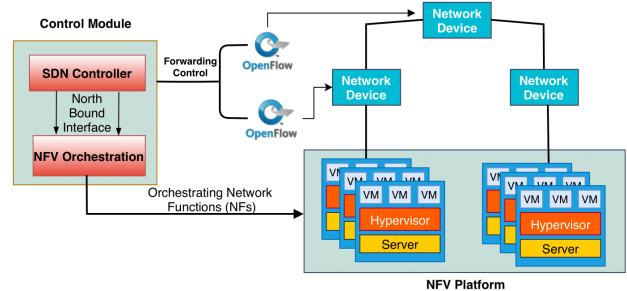 Control Module
SDN Controller
North
Bound
Interface
NFV Orchestration
Forwarding
Control
OpenFlow
OpenFlow
Network
Device
Network
Device
Network
Device
Orchestrating Network
Functions (NFs)
VM
VM
VM VM VM
Hypervisor
Server
VM
VM
VM VM VM
Hypervisor
Server
NFV Platform